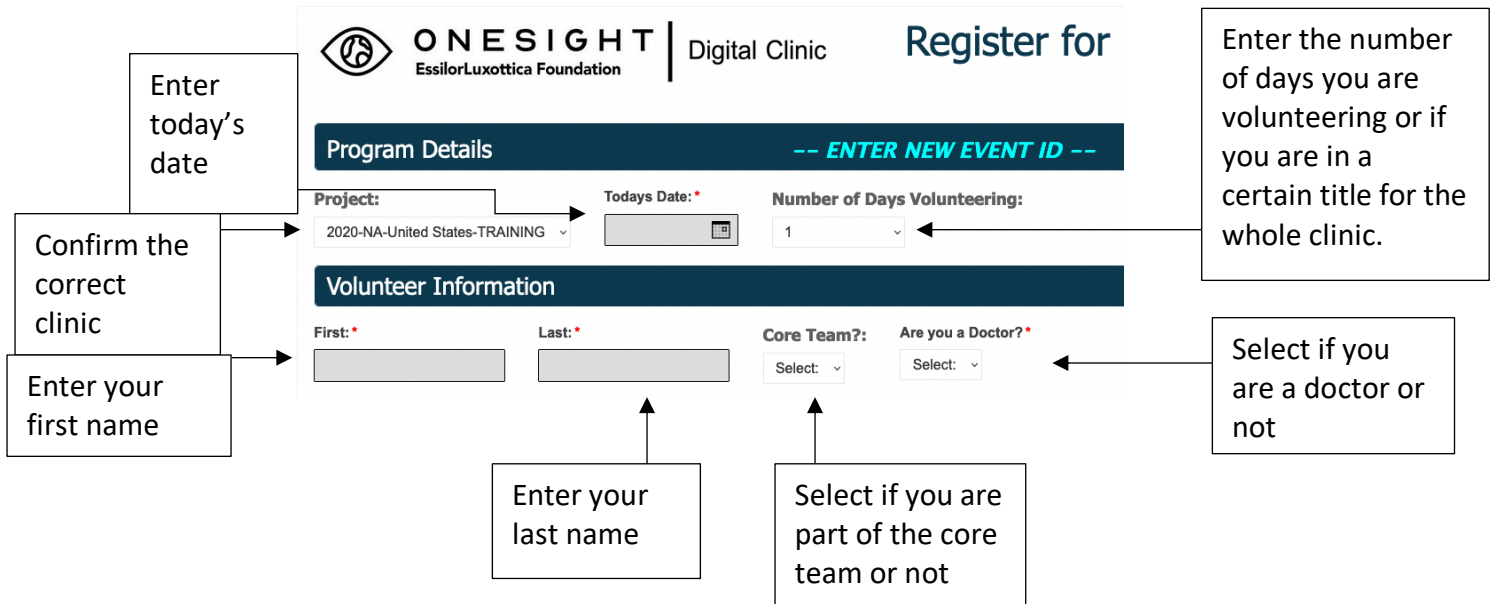 ONESIGHT
EssilorLuxottica Foundation
Digital Clinic
Register for
Enter
today’s
date
Enter the number
of days you are
volunteering or if
you are in a
certain title for the
whole clinic.
Program Details
-- ENTER NEW EVENT ID --
Project:
Todays Date:*
Number of Days Volunteering:
2020-NA-United States-TRAINING
1
Confirm the
correct
clinic
Volunteer Information
First:*
Last:*
Core Team?:
Are you a Doctor?*
Select:
Select:
Enter your
first name
Select if you
are a doctor or
not
Enter your
last name
Select if you are
part of the core
team or not